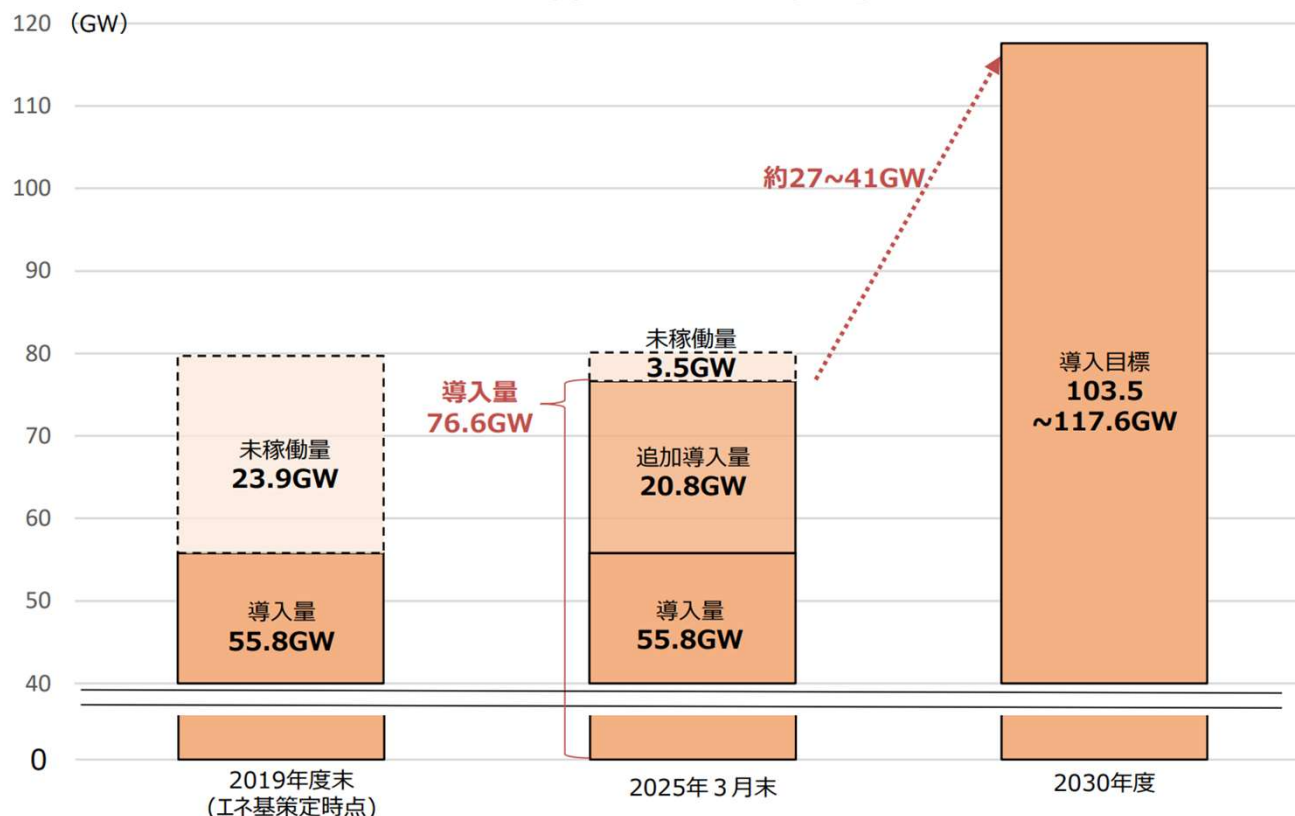 （GW）
120
110
100
90
80
70
60
50
40
0
未稼働量
23.9GW
導入量
55.8GW
導入量
76.6GW
未稼働量
3.5GW
追加導入量
20.8GW
導入量
55.8GW
約27~41GW
導入目標
103.5
~117.6GW
2019年度末
(エネ基策定時点)
2025年３月末
2030年度